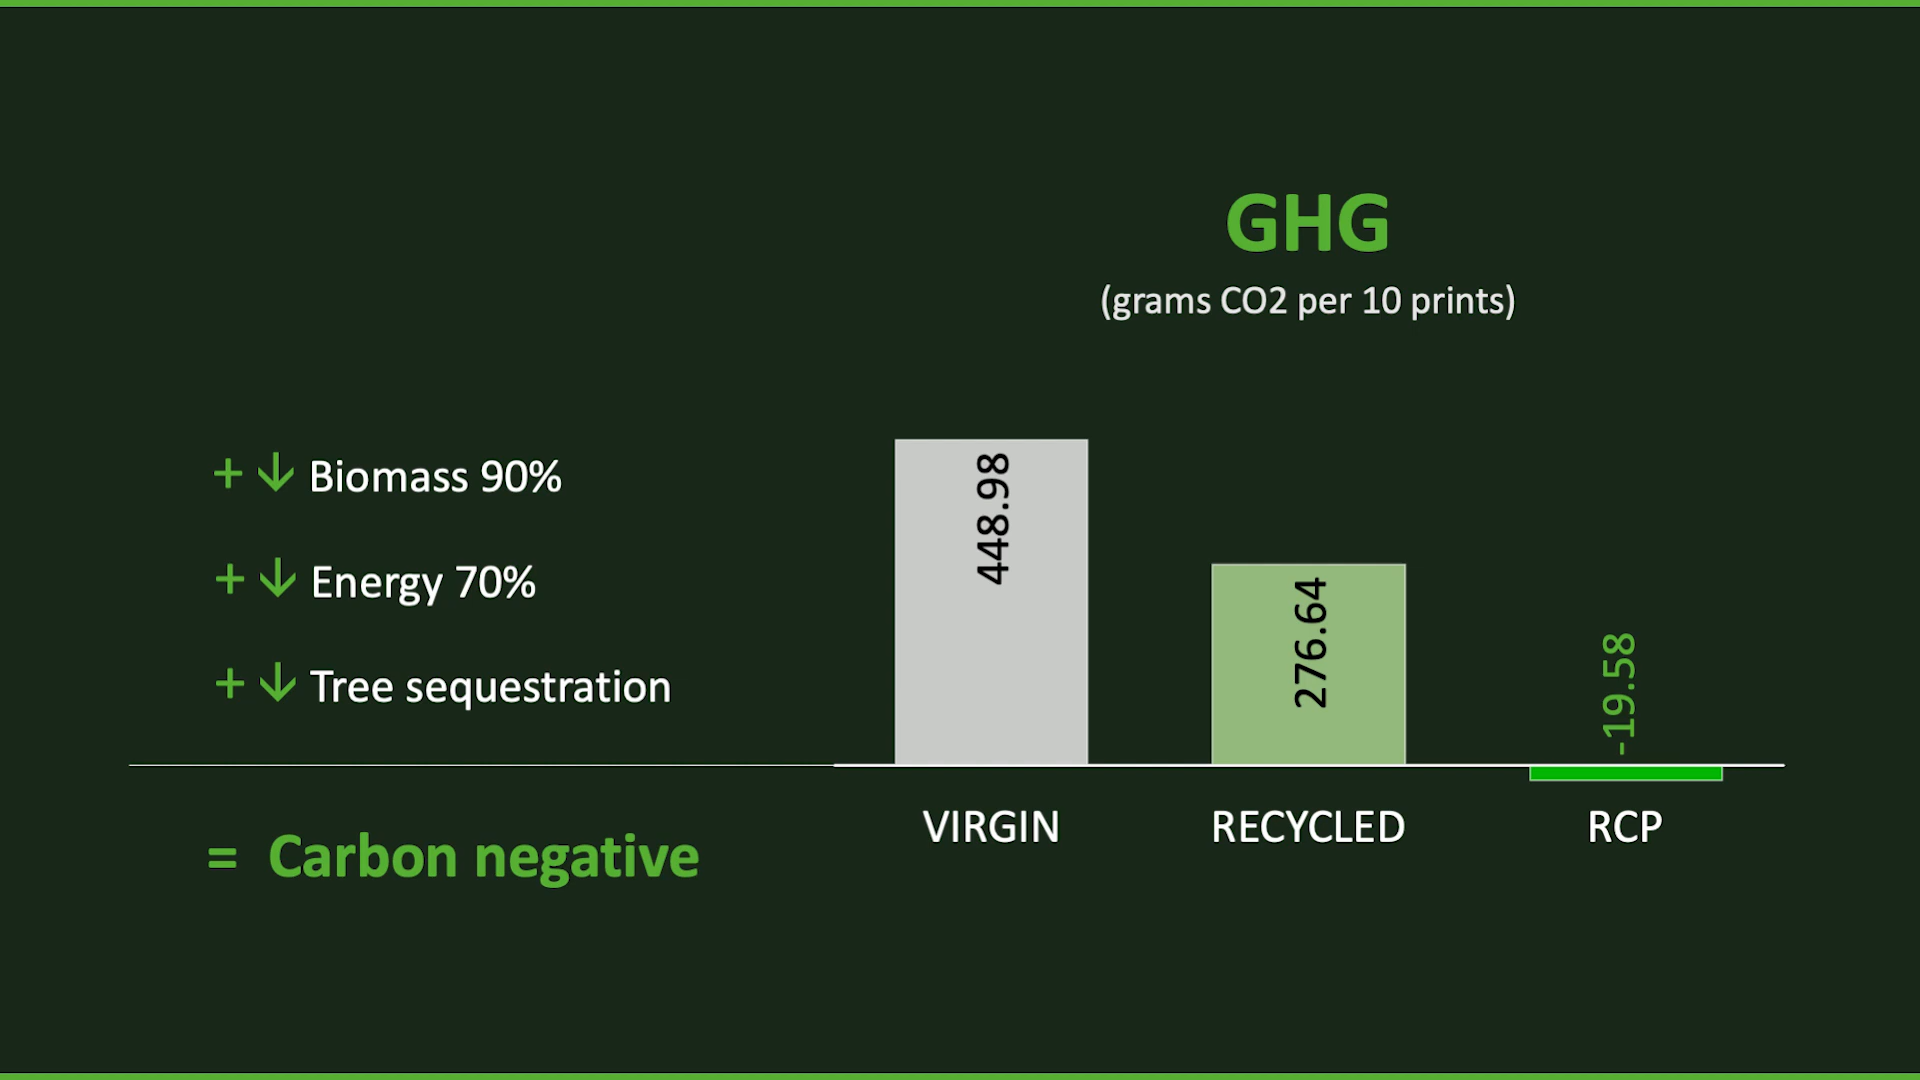 GHG
(grams CO2 per 10 prints)
+ ↓ Biomass 90%
+ ↓ Energy 70%
+ ↓ Tree sequestration
= Carbon negative
448.98
276.64
-19.58
VIRGIN
RECYCLED
RCP